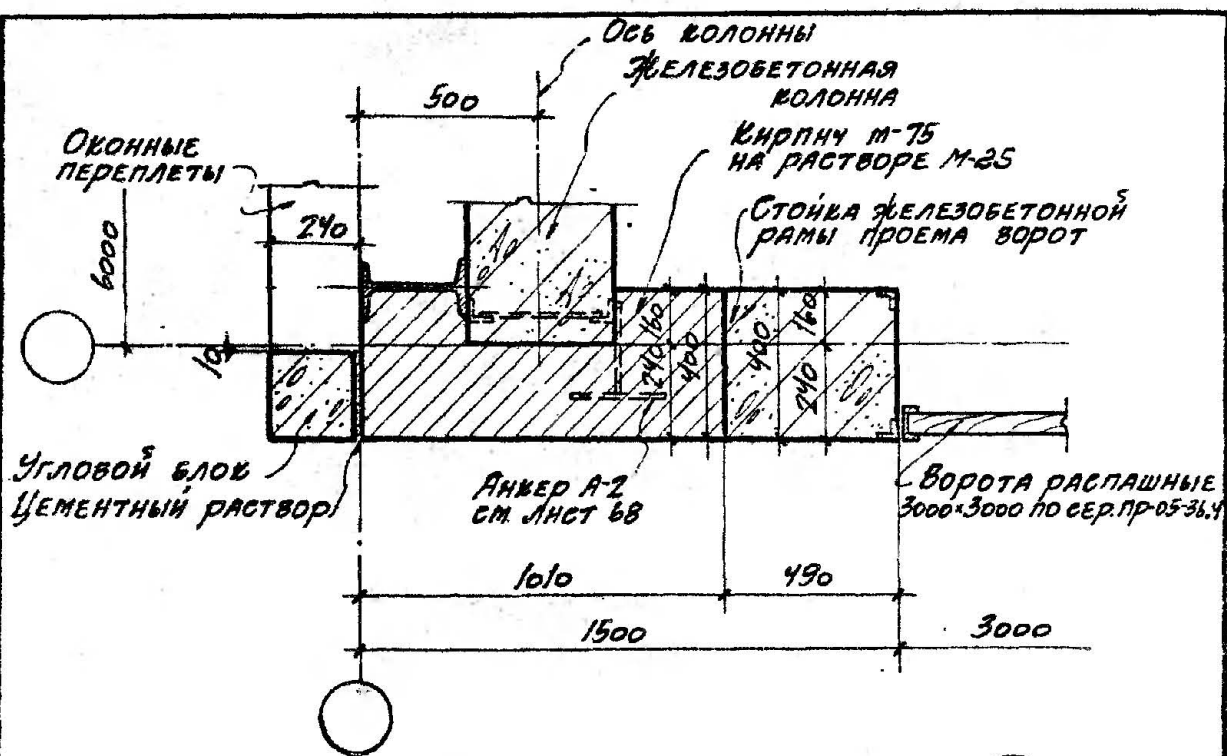 Ось колонны
Железобетонная
колонна
500
Кирпич М-75
на растворе М-25
Оконные
переплеты
Стойка железобетонной
рамы проема ворот
240
6000
160
400
240
400
160
240
10
Угловой блок
Цементный раствор
Анкер А-2
см. лист 68
Ворота распашные
3000×3000 по сер. ПР-05-36.4
1010
490
1500
3000